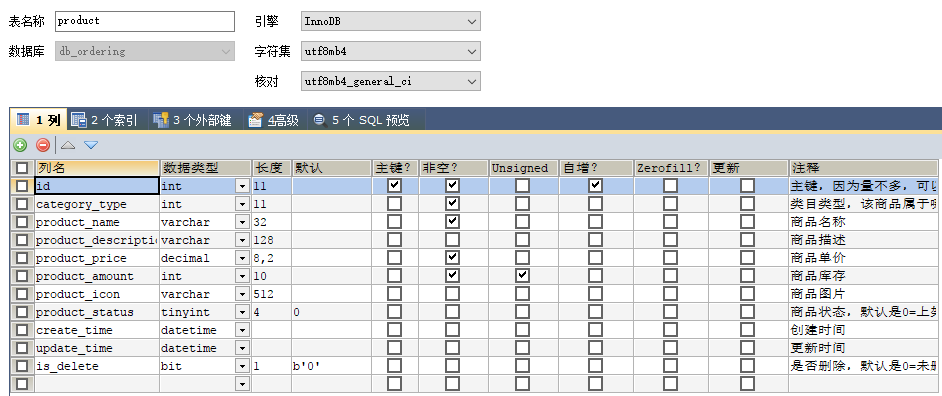 表名称 product 引擎 InnoDB
数据库 db_ordering 字符集 utf8mb4
核对 utf8mb4_general_ci
1 列 2 个索引 3 个外部键 4高级 5 个 SQL 预览
列名 数据类型 长度 默认 主键? 非空? Unsigned 自增? Zerofill? 更新 注释
id int 11 主键，因为量不多，可以
category_type int 11 类目类型，该商品属于
product_name varchar 32 商品名称
product_descriptio varchar 128 商品描述
product_price decimal 8,2 商品单价
product_amount int 10 商品库存
product_icon varchar 512 商品图片
product_status tinyint 4 0 商品状态，默认是0=上
create_time datetime 创建时间
update_time datetime 更新时间
is_delete bit 1 b'0' 是否删除，默认是0=未